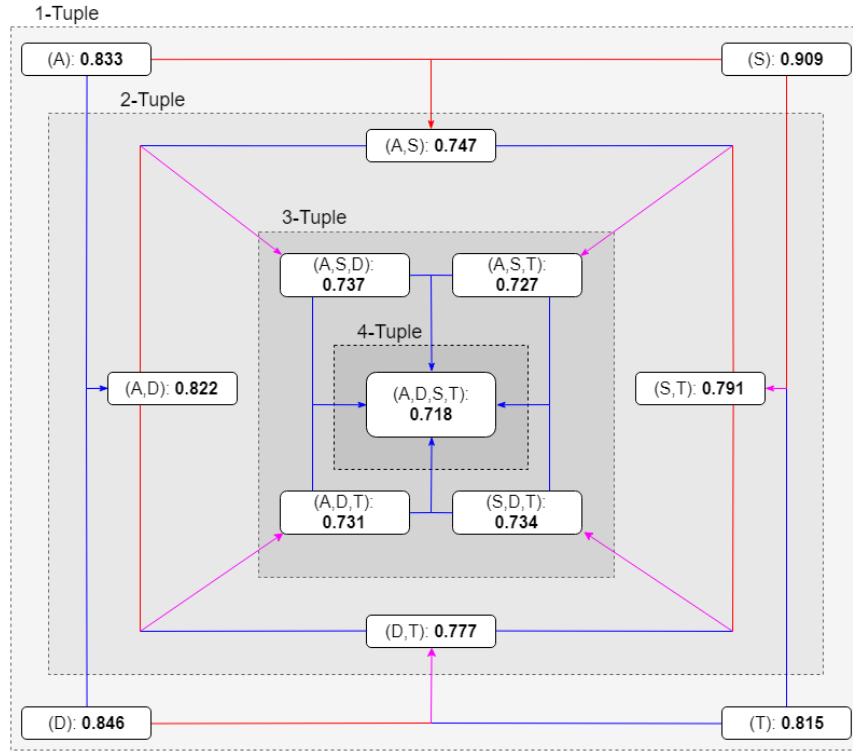 1-Tuple
(A): 0.833
(S): 0.909
2-Tuple
(A,S): 0.747
3-Tuple
(A,S,D):
0.737
(A,S,T):
0.727
4-Tuple
(A,D): 0.822
(A,D,S,T):
0.718
(S,T): 0.791
(A,D,T):
0.731
(S,D,T):
0.734
(D,T): 0.777
(D): 0.846
(T): 0.815